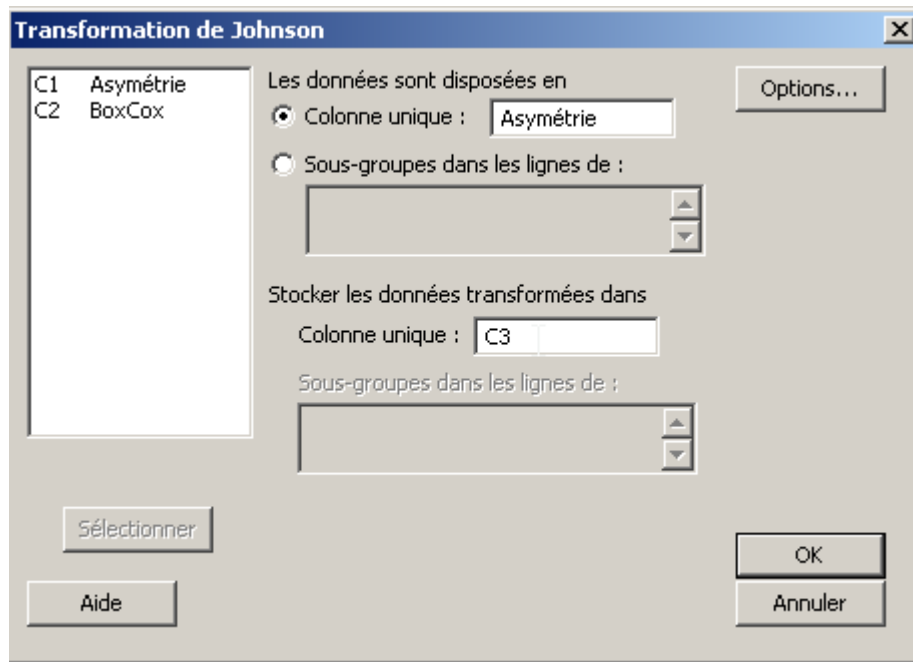 Transformation de Johnson
C1 Asymétrie
C2 BoxCox
Les données sont disposées en
Colonne unique : Asymétrie
Sous-groupes dans les lignes de :
Options...
Stocker les données transformées dans
Colonne unique : C3
Sous-groupes dans les lignes de :
Sélectionner
Aide
OK
Annuler